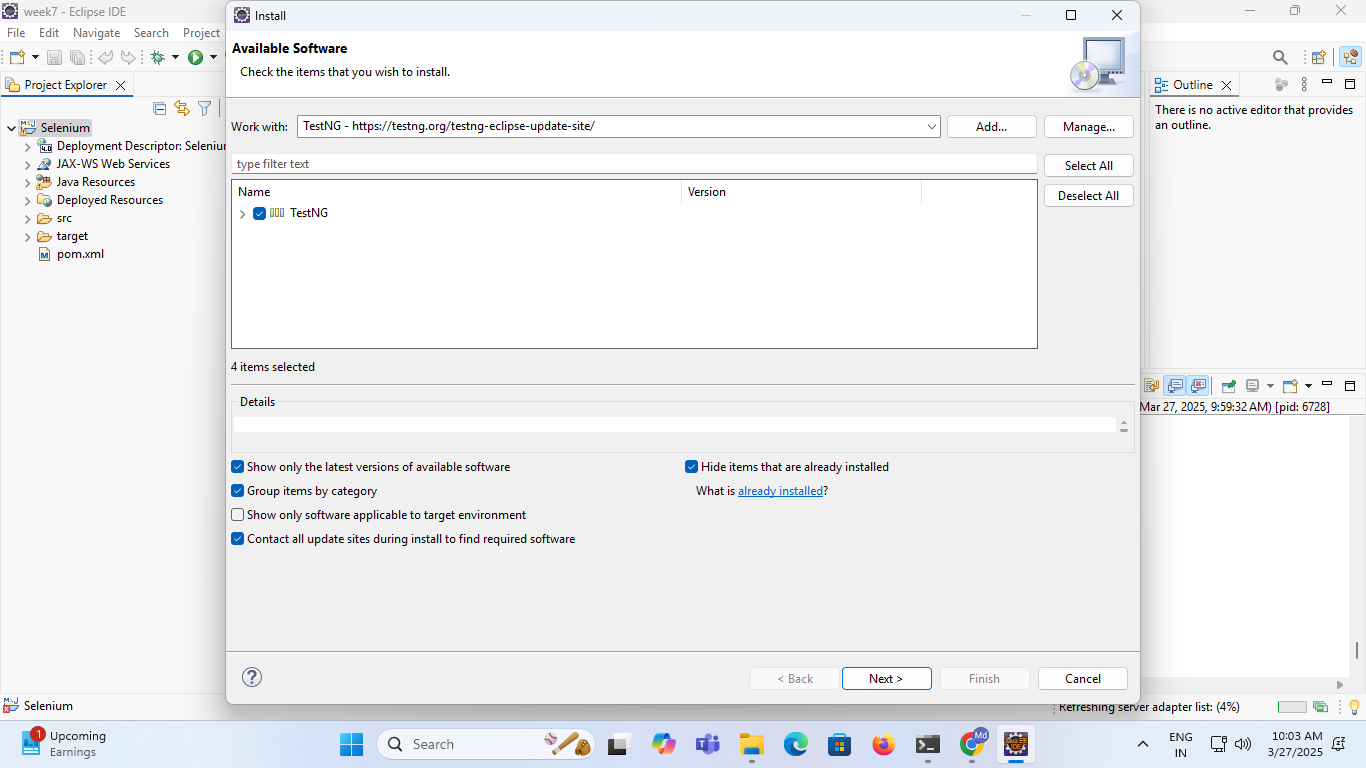 week7 - Eclipse IDE
File Edit Navigate Search Project
Project Explorer
Selenium
Deployment Descriptor: Seleniu
JAX-WS Web Services
Java Resources
Deployed Resources
src
target
pom.xml
Install
Available Software
Check the items that you wish to install.
Work with: TestNG - https://testng.org/testng-eclipse-update-site/ Add... Manage...
type filter text
Select All
Deselect All
Name Version
TestNG
4 items selected
Details
Show only the latest versions of available software
Hide items that are already installed
Group items by category
What is already installed?
Show only software applicable to target environment
Contact all update sites during install to find required software
< Back Next > Finish Cancel
Outline
There is no active editor that provides
an outline.
Mar 27, 2025, 9:59:32 AM) [pid: 6728]
Selenium
Refreshing server adapter list: (4%)
1
Upcoming
Earnings
Search
Md
ENG
IN
10:03 AM
3/27/2025